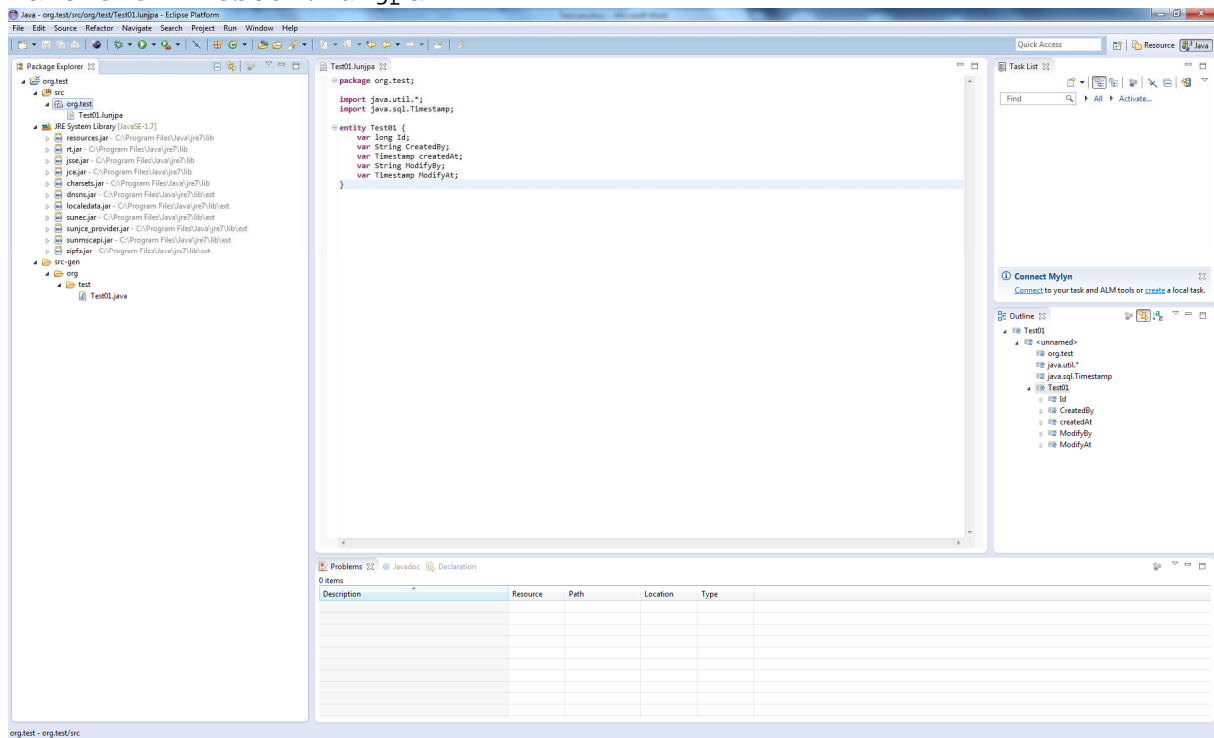 Java - org.test/src/org/test/Test01.lunjpa - Eclipse Platform
File Edit Source Refactor Navigate Search Project Run Window Help
Quick Access
Resource
Java
Package Explorer
org.test
src
org.test
Test01.lunjpa
JRE System Library [JavaSE-1.7]
resources.jar - C:\Program Files\Java\jre7\lib
rt.jar - C:\Program Files\Java\jre7\lib
jsse.jar - C:\Program Files\Java\jre7\lib
jce.jar - C:\Program Files\Java\jre7\lib
charsets.jar - C:\Program Files\Java\jre7\lib
dnsns.jar - C:\Program Files\Java\jre7\lib\ext
localedata.jar - C:\Program Files\Java\jre7\lib\ext
sunec.jar - C:\Program Files\Java\jre7\lib\ext
sunjce_provider.jar - C:\Program Files\Java\jre7\lib\ext
sunmscapi.jar - C:\Program Files\Java\jre7\lib\ext
zipfs.jar C:\Program Files\Java\jre7\lib\ext
src-gen
org
test
Test01.java
Test01.lunjpa
package org.test;
import java.util.*;
import java.sql.Timestamp;
entity Test01 {
var long Id;
var String CreatedBy;
var Timestamp createdAt;
var String ModifyBy;
var Timestamp ModifyAt;
}
Task List
Find
All
Activate...
Connect Mylyn
Connect to your task and ALM tools or create a local task.
Outline
Test01
<unnamed>
org.test
java.util.*
java.sql.Timestamp
Test01
Id
CreatedBy
createdAt
ModifyBy
ModifyAt
Problems @ Javadoc Declaration
0 items
Description Resource Path Location Type
org.test - org.test/src